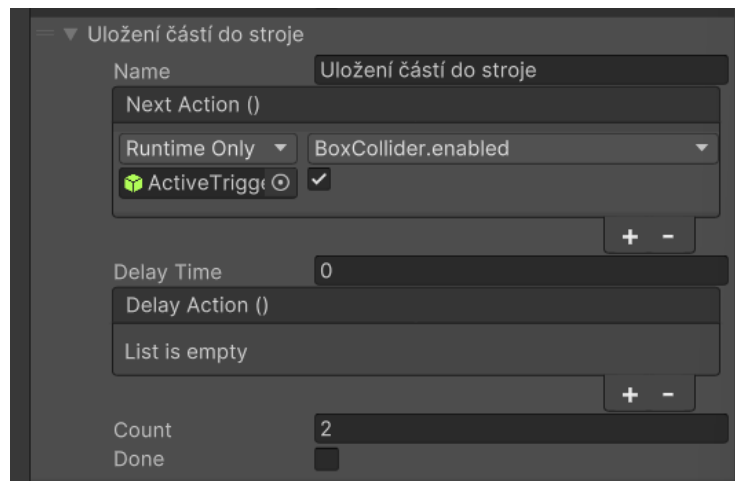 Uložení částí do stroje
Name Uložení částí do stroje
Next Action ()
Runtime Only BoxCollider.enabled
ActiveTrigge
Delay Time 0
Delay Action ()
List is empty
Count 2
Done